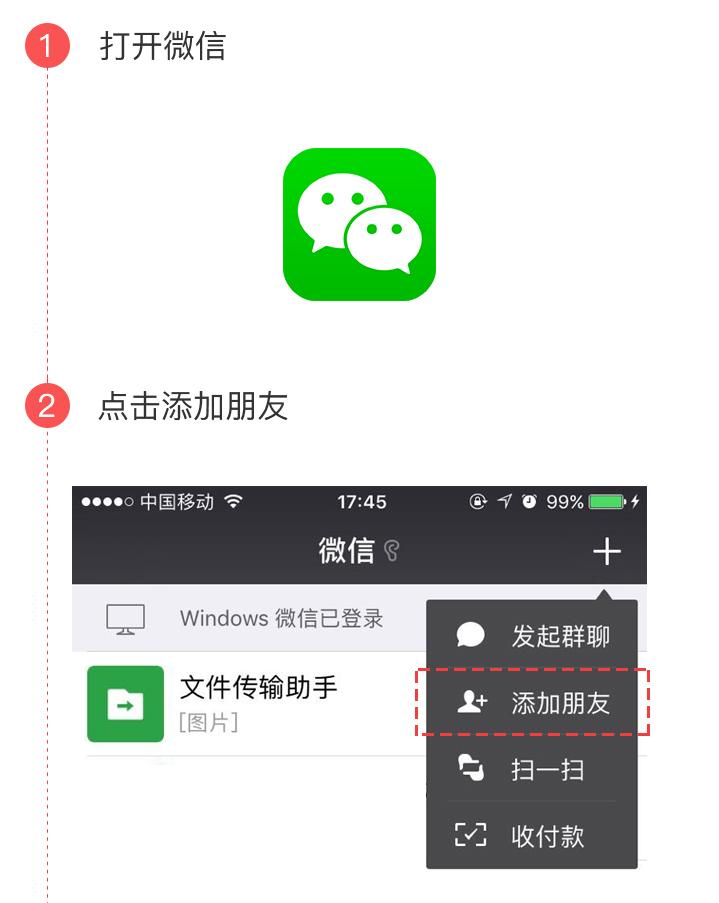 1 打开微信
2 点击添加朋友
中国移动 17:45 99%
微信
Windows 微信已登录
文件传输助手
[图片]
发起群聊
添加朋友
扫一扫
收付款